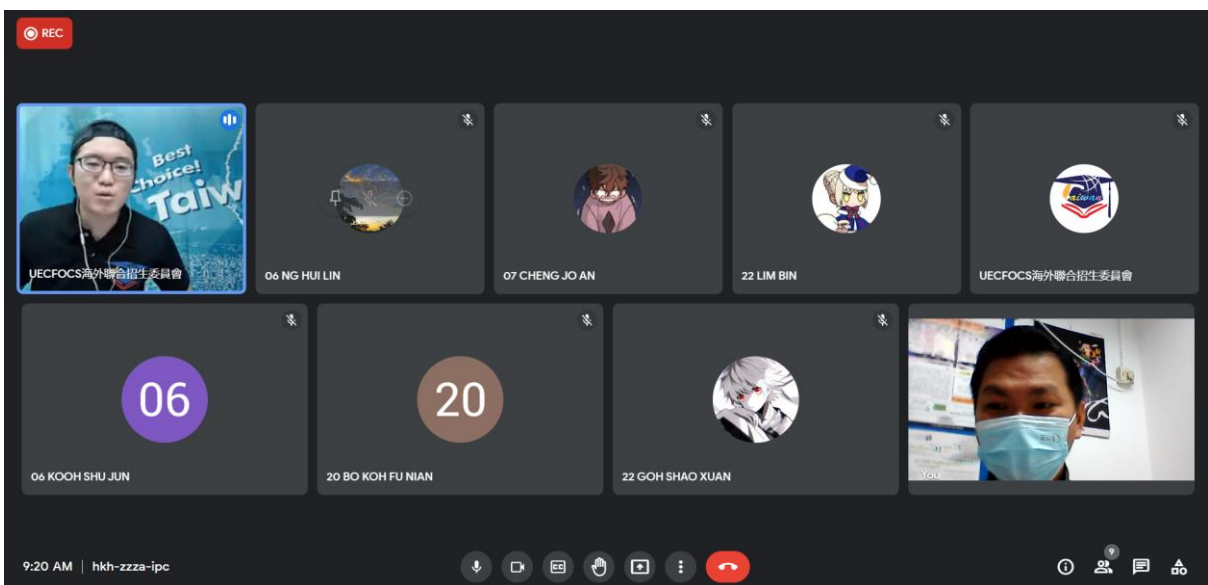 REC
Best
Choice!
Taiw
UECFOCS海外聯合招生委員會
06 NG HUI LIN
07 CHENG JO AN
22 LIM BIN
Taiwan
UECFOCS海外聯合招生委員會
06
20
06 KOOH SHU JUN
20 BO KOH FU NIAN
22 GOH SHAO XUAN
You
9:20 AM | hkh-zzza-ipc
CC
9